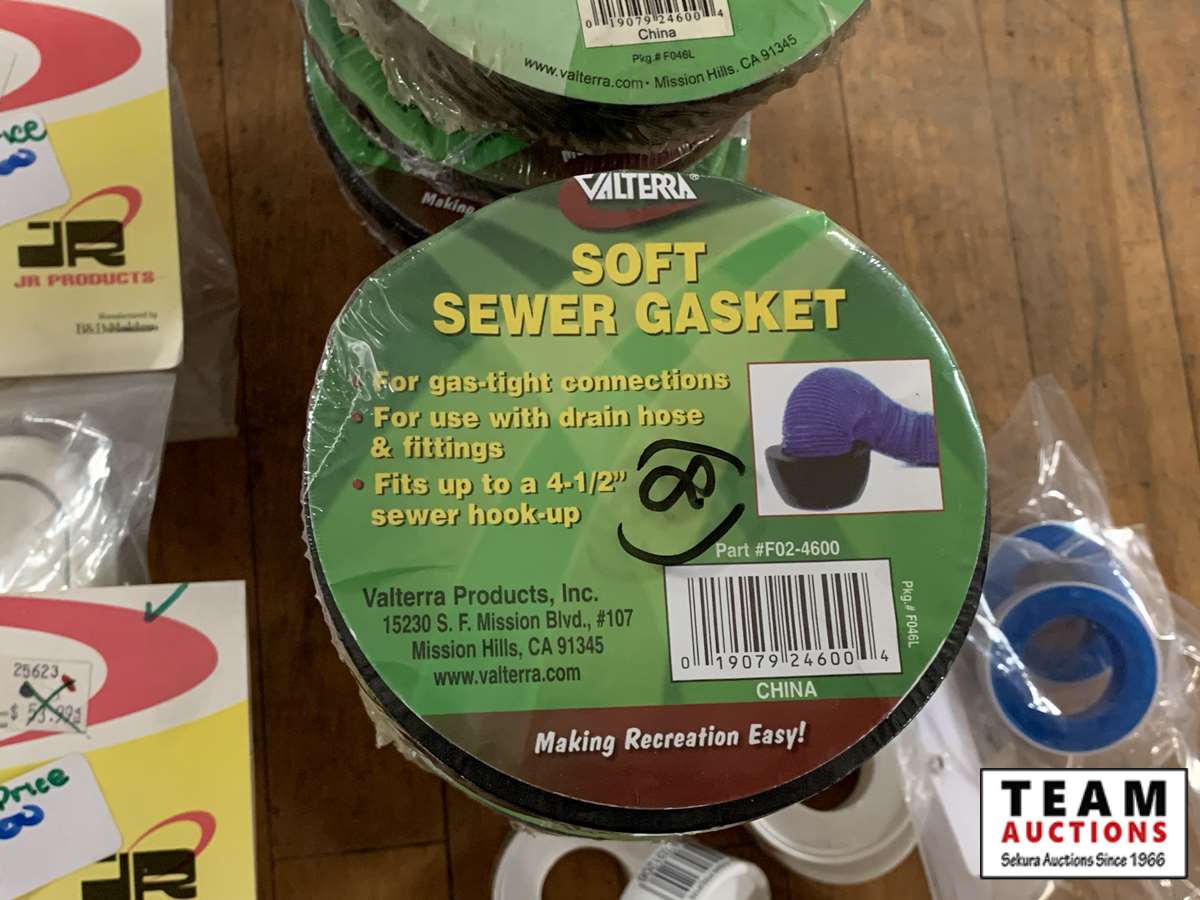 0 19079 24600 4
China
Pkg.# F046L
www.valterra.com • Mission Hills, CA 91345
Making
VALTERRA®
SOFT
SEWER GASKET
• For gas-tight connections
• For use with drain hose
& fittings
• Fits up to a 4-1/2"
sewer hook-up
(8)
Part #F02-4600
Valterra Products, Inc.
15230 S. F. Mission Blvd., #107
Mission Hills, CA 91345
www.valterra.com
0 19079 24600 4
CHINA
Pkg.# F046L
Making Recreation Easy!
JR
JR PRODUCTS
Manufactured by
25623
Price
JR
TEAM
AUCTIONS
Sekura Auctions Since 1966